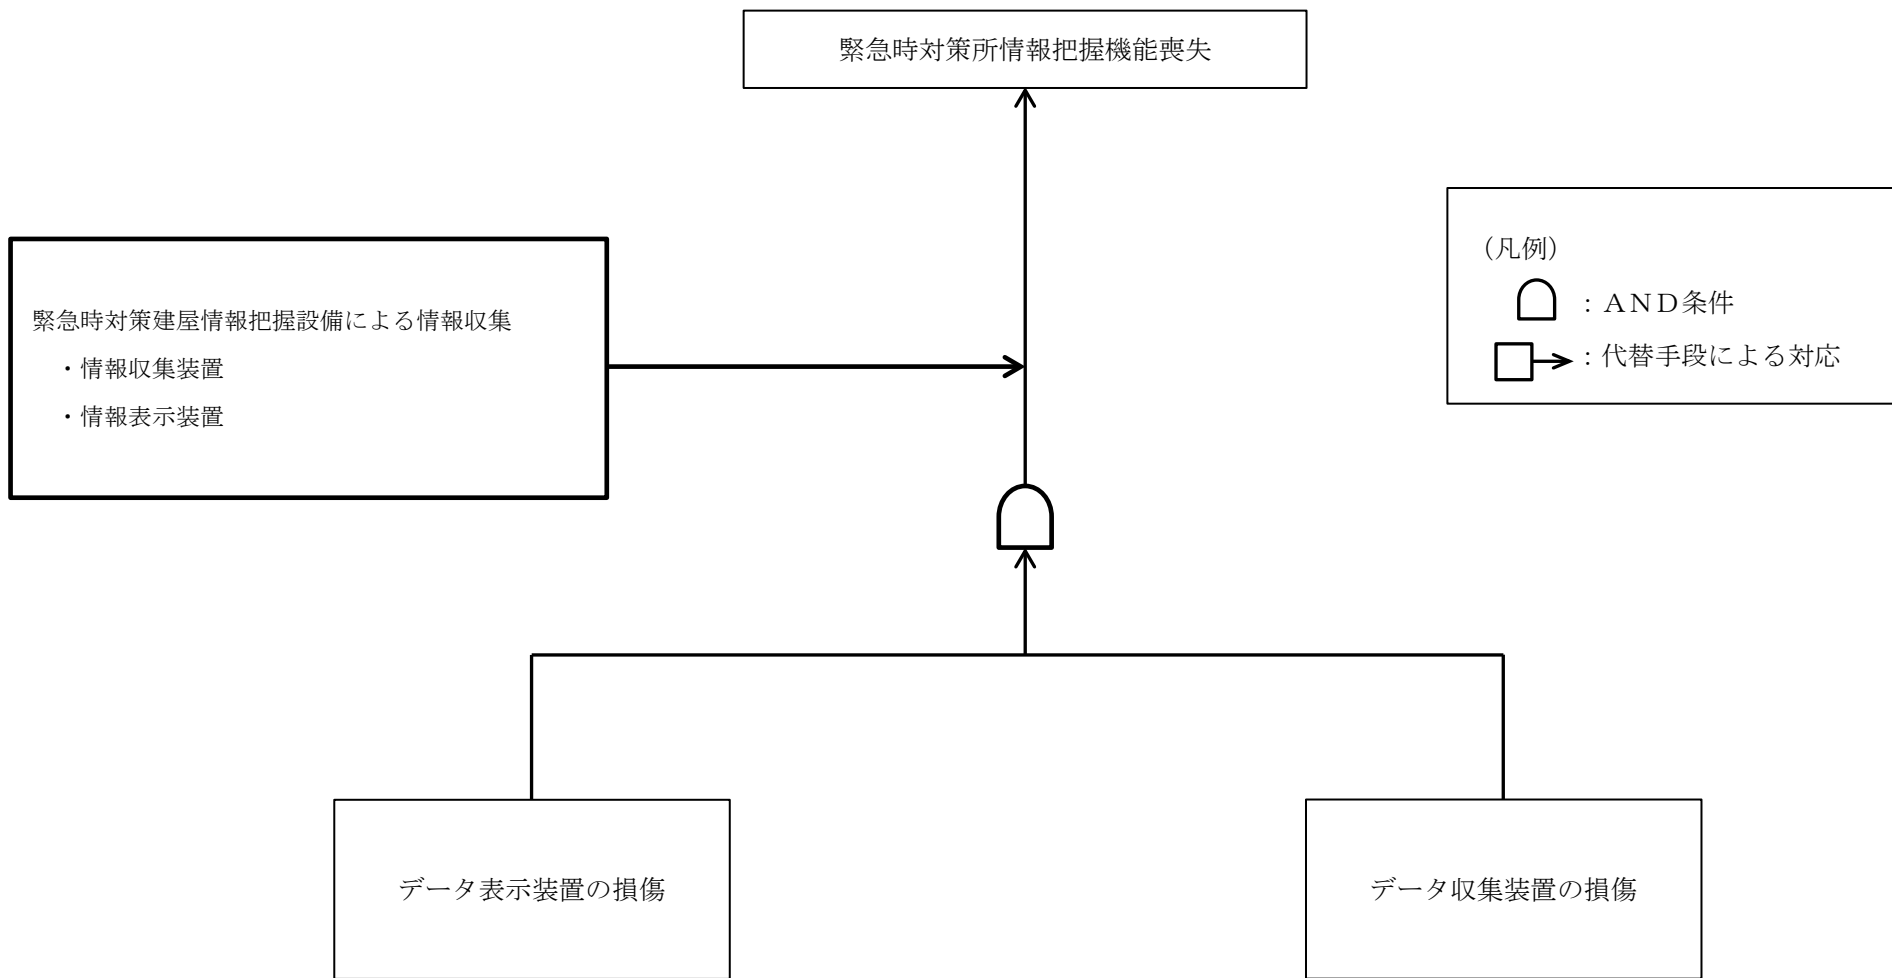 緊急時対策所情報把握機能喪失
緊急時対策建屋情報把握設備による情報収集
・情報収集装置
・情報表示装置
（凡例）
：ＡＮＤ条件
：代替手段による対応
データ表示装置の損傷
データ収集装置の損傷